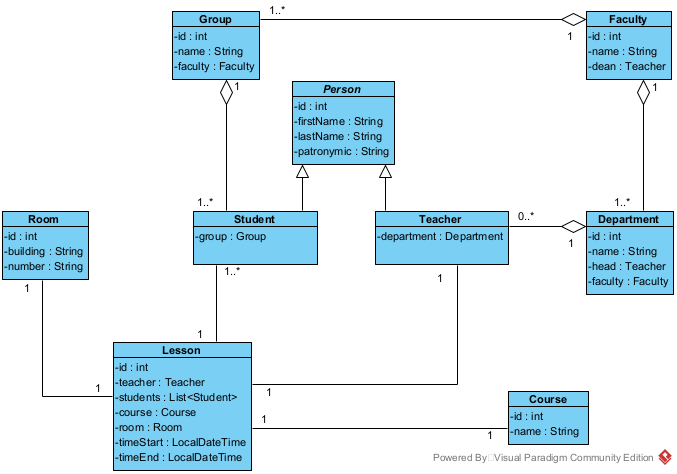 Group
-id : int
-name : String
-faculty : Faculty
1..*
1
Faculty
-id : int
-name : String
-dean : Teacher
1
1
Person
-id : int
-firstName : String
-lastName : String
-patronymic : String
1..*
1..*
Room
-id : int
-building : String
-number : String
Student
-group : Group
Teacher
-department : Department
0..*
1
Department
-id : int
-name : String
-head : Teacher
-faculty : Faculty
1
1..*
1
1
Lesson
-id : int
-teacher : Teacher
-students : List<Student>
-course : Course
-room : Room
-timeStart : LocalDateTime
-timeEnd : LocalDateTime
1
1
1
1
Course
-id : int
-name : String
Powered By Visual Paradigm Community Edition